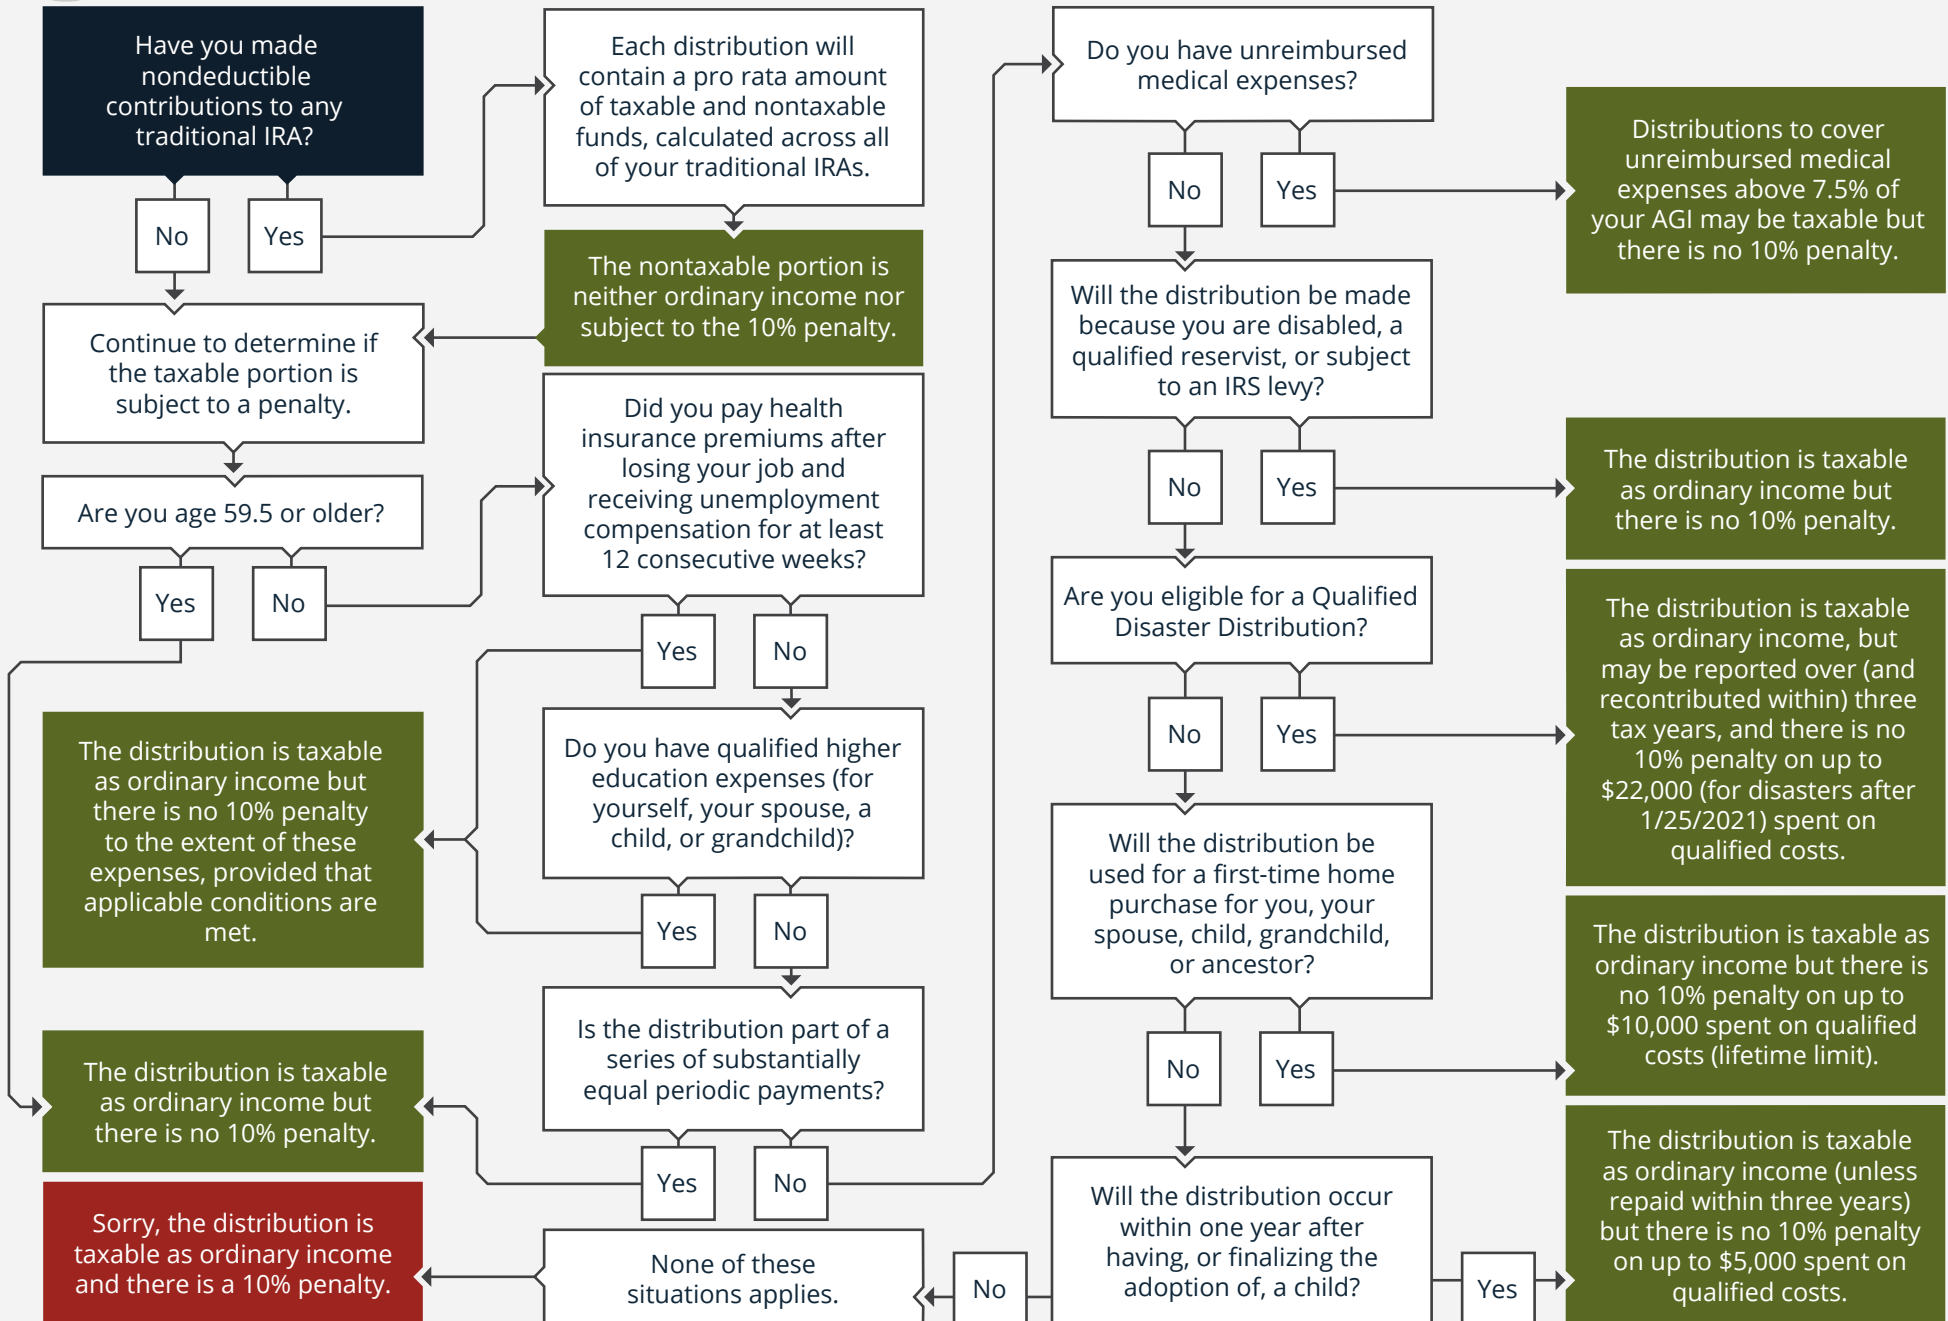 Have you made
nondeductible
contributions to any
traditional IRA?
No
Yes
Each distribution will
contain a pro rata amount
of taxable and nontaxable
funds, calculated across all
of your traditional IRAs.
The nontaxable portion is
neither ordinary income nor
subject to the 10% penalty.
Continue to determine if
the taxable portion is
subject to a penalty.
Are you age 59.5 or older?
Yes
No
The distribution is taxable
as ordinary income but
there is no 10% penalty
to the extent of these
expenses, provided that
applicable conditions are
met.
The distribution is taxable
as ordinary income but
there is no 10% penalty.
Sorry, the distribution is
taxable as ordinary income
and there is a 10% penalty.
Did you pay health
insurance premiums after
losing your job and
receiving unemployment
compensation for at least
12 consecutive weeks?
Yes
No
Do you have qualified higher
education expenses (for
yourself, your spouse, a
child, or grandchild)?
Yes
No
Is the distribution part of a
series of substantially
equal periodic payments?
Yes
No
None of these
situations applies.
Do you have unreimbursed
medical expenses?
No
Yes
Distributions to cover
unreimbursed medical
expenses above 7.5% of
your AGI may be taxable but
there is no 10% penalty.
Will the distribution be made
because you are disabled, a
qualified reservist, or subject
to an IRS levy?
No
Yes
The distribution is taxable
as ordinary income but
there is no 10% penalty.
Are you eligible for a Qualified
Disaster Distribution?
No
Yes
The distribution is taxable
as ordinary income, but
may be reported over (and
recontributed within) three
tax years, and there is no
10% penalty on up to
$22,000 (for disasters after
1/25/2021) spent on
qualified costs.
Will the distribution be
used for a first-time home
purchase for you, your
spouse, child, grandchild,
or ancestor?
No
Yes
The distribution is taxable as
ordinary income but there is
no 10% penalty on up to
$10,000 spent on qualified
costs (lifetime limit).
Will the distribution occur
within one year after
having, or finalizing the
adoption of, a child?
No
Yes
The distribution is taxable
as ordinary income (unless
repaid within three years)
but there is no 10% penalty
on up to $5,000 spent on
qualified costs.